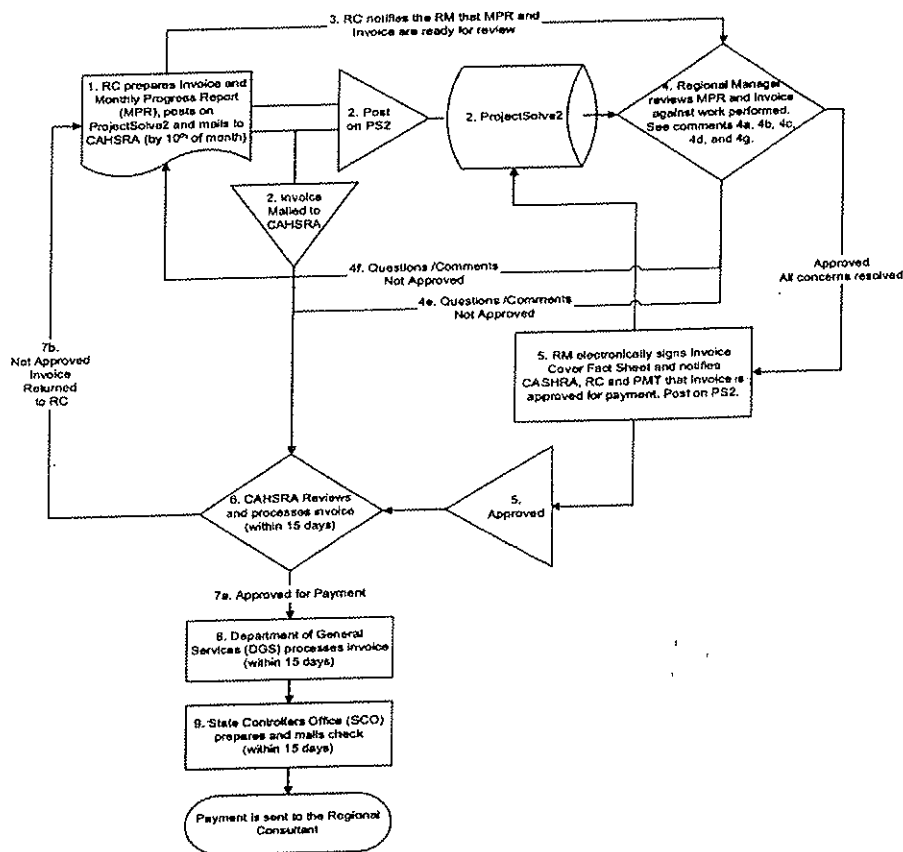 3. RC notifies the RM that MPR and
Invoice are ready for review
1. RC prepares Invoice and
Monthly Progress Report
(MPR), posts on
ProjectSolve2 and mails to
CAHSRA (by 10th of month)
2. Post
on PS2
2. ProjectSolve2
4. Regional Manager
reviews MPR and Invoice
against work performed.
See comments 4a, 4b, 4c,
4d, and 4g.
2. Invoice
Mailed to
CAHSRA
4f. Questions /Comments
Not Approved
4e. Questions /Comments
Not Approved
Approved
All concerns resolved
7b.
Not Approved
Invoice
Returned
to RC
5. RM electronically signs Invoice
Cover Fact Sheet and notifies
CASHRA, RC and PMT that Invoice is
approved for payment. Post on PS2.
6. CAHSRA Reviews
and processes invoice
(within 15 days)
5.
Approved
7a. Approved for Payment
8. Department of General
Services (DGS) processes invoice
(within 15 days)
9. State Controllers Office (SCO)
prepares and mails check
(within 15 days)
Payment is sent to the Regional
Consultant